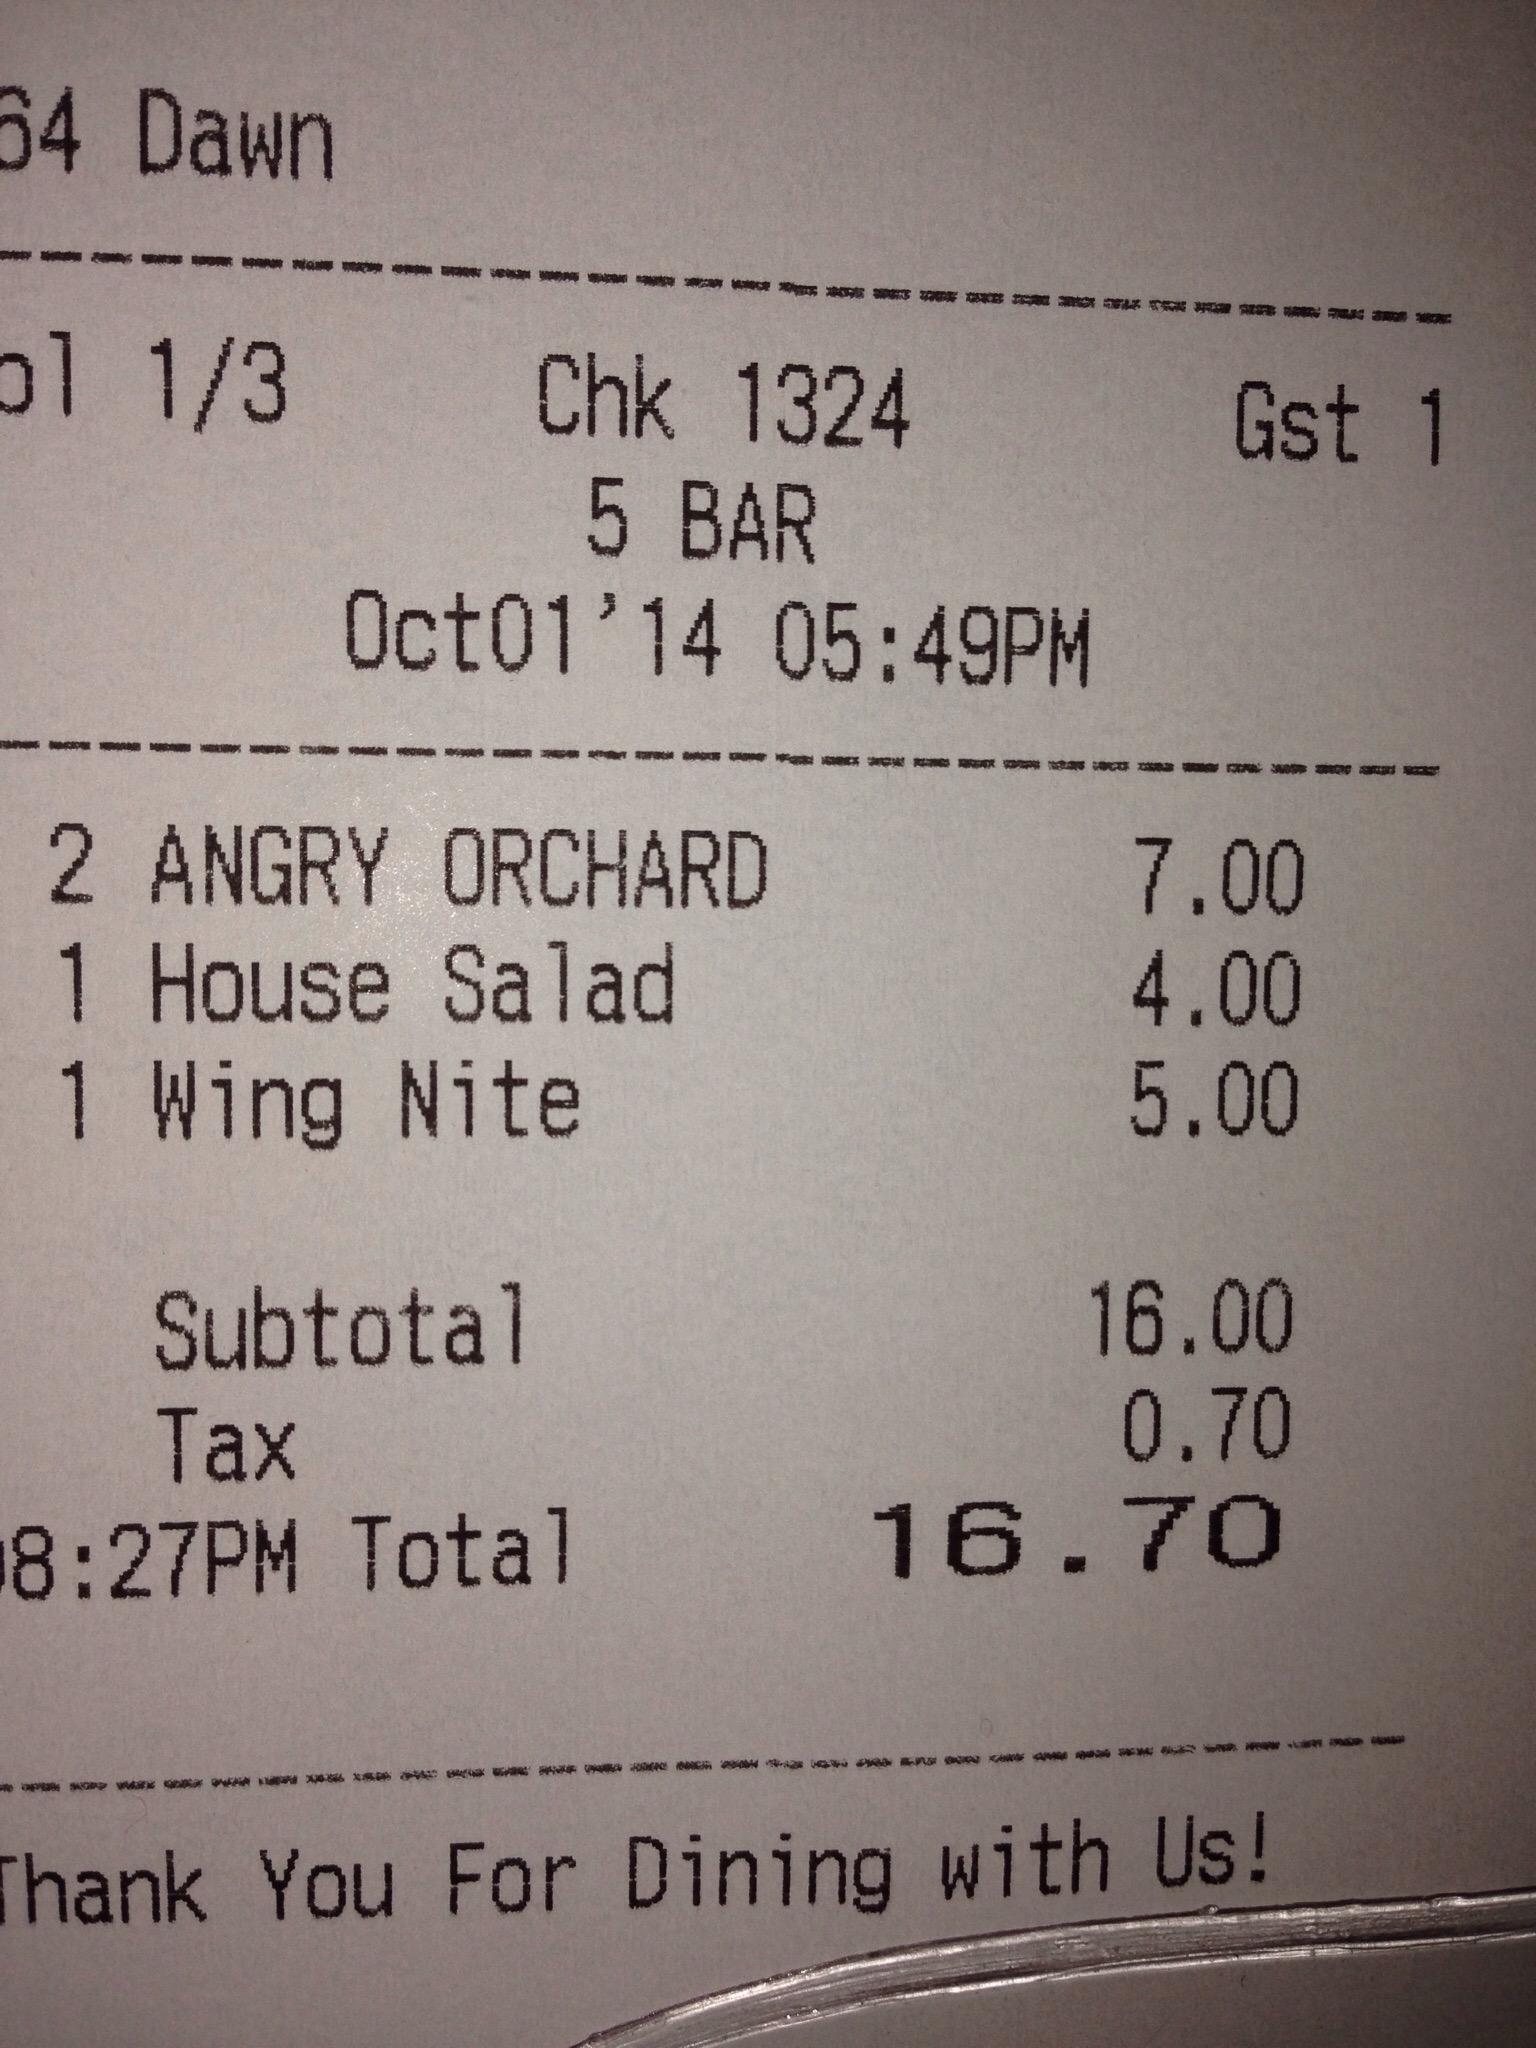 64 Dawn
bl 1/3 Chk 1324 Gst 1
5 BAR
Oct01'14 05:49PM
2 ANGRY ORCHARD 7.00
1 House Salad 4.00
1 Wing Nite 5.00
Subtotal 16.00
Tax 0.70
08:27PM Total 16.70
Thank You For Dining with Us!